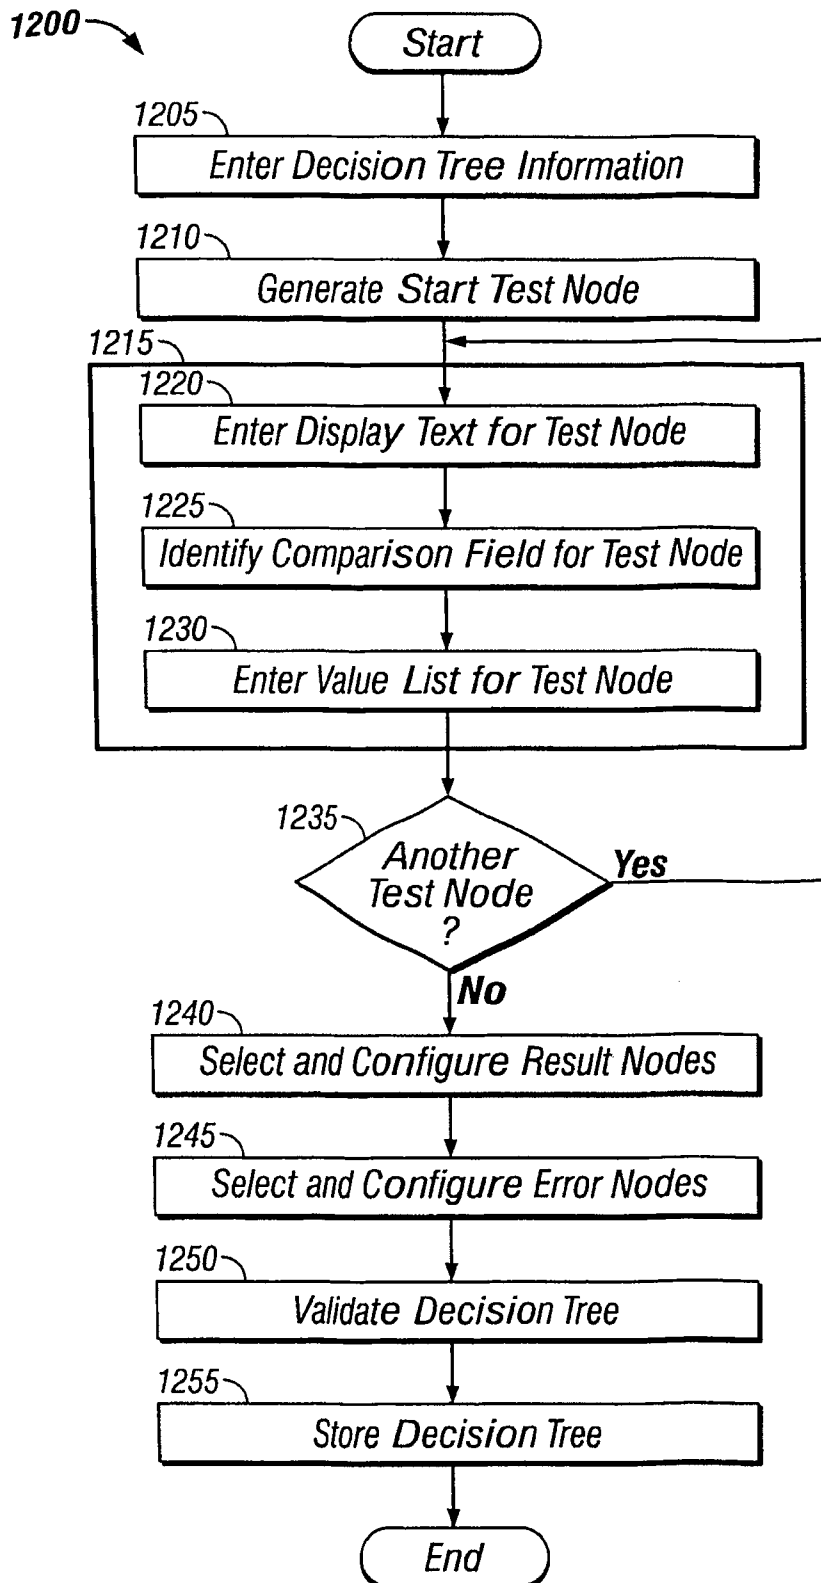 1200
Start
1205
Enter Decision Tree Information
1210
Generate Start Test Node
1215
1220
Enter Display Text for Test Node
1225
Identify Comparison Field for Test Node
1230
Enter Value List for Test Node
1235
Another
Test Node
?
Yes
No
1240
Select and Configure Result Nodes
1245
Select and Configure Error Nodes
1250
Validate Decision Tree
1255
Store Decision Tree
End